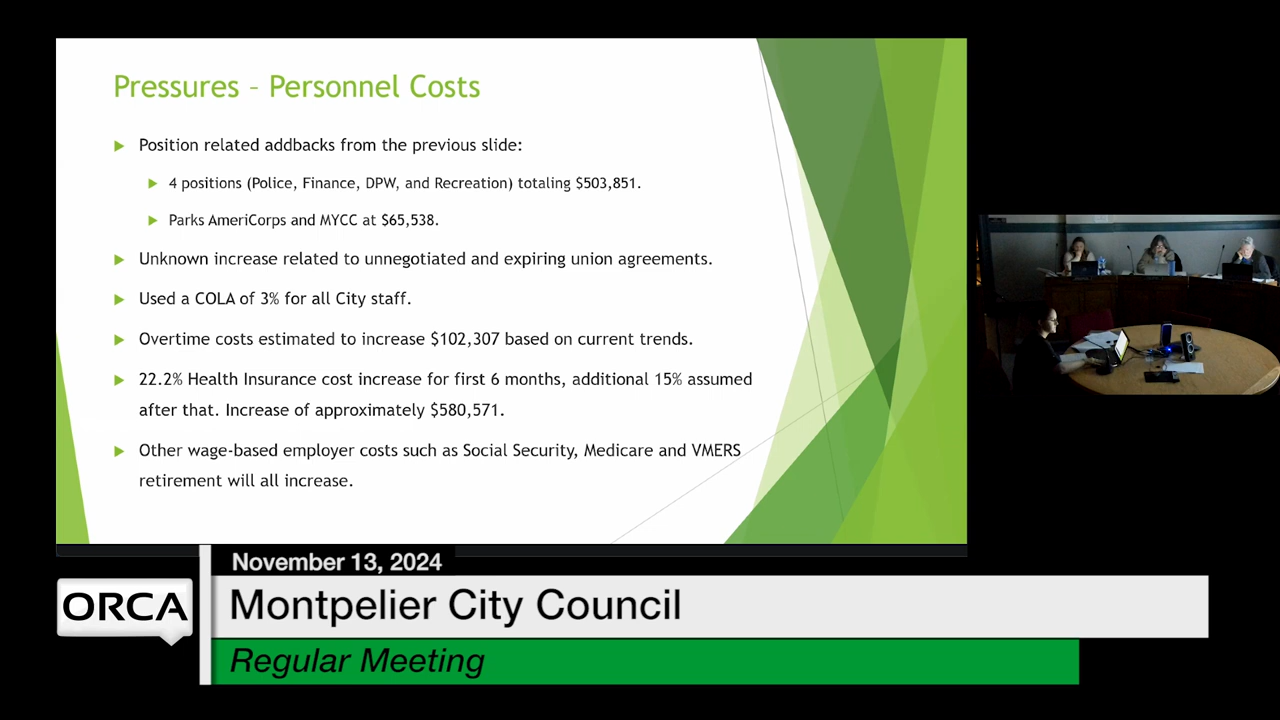 Pressures – Personnel Costs
Position related addbacks from the previous slide:
4 positions (Police, Finance, DPW, and Recreation) totaling $503,851.
Parks AmeriCorps and MYCC at $65,538.
Unknown increase related to unnegotiated and expiring union agreements.
Used a COLA of 3% for all City staff.
Overtime costs estimated to increase $102,307 based on current trends.
22.2% Health Insurance cost increase for first 6 months, additional 15% assumed
after that. Increase of approximately $580,571.
Other wage-based employer costs such as Social Security, Medicare and VMERS
retirement will all increase.
November 13, 2024
ORCA
Montpelier City Council
Regular Meeting